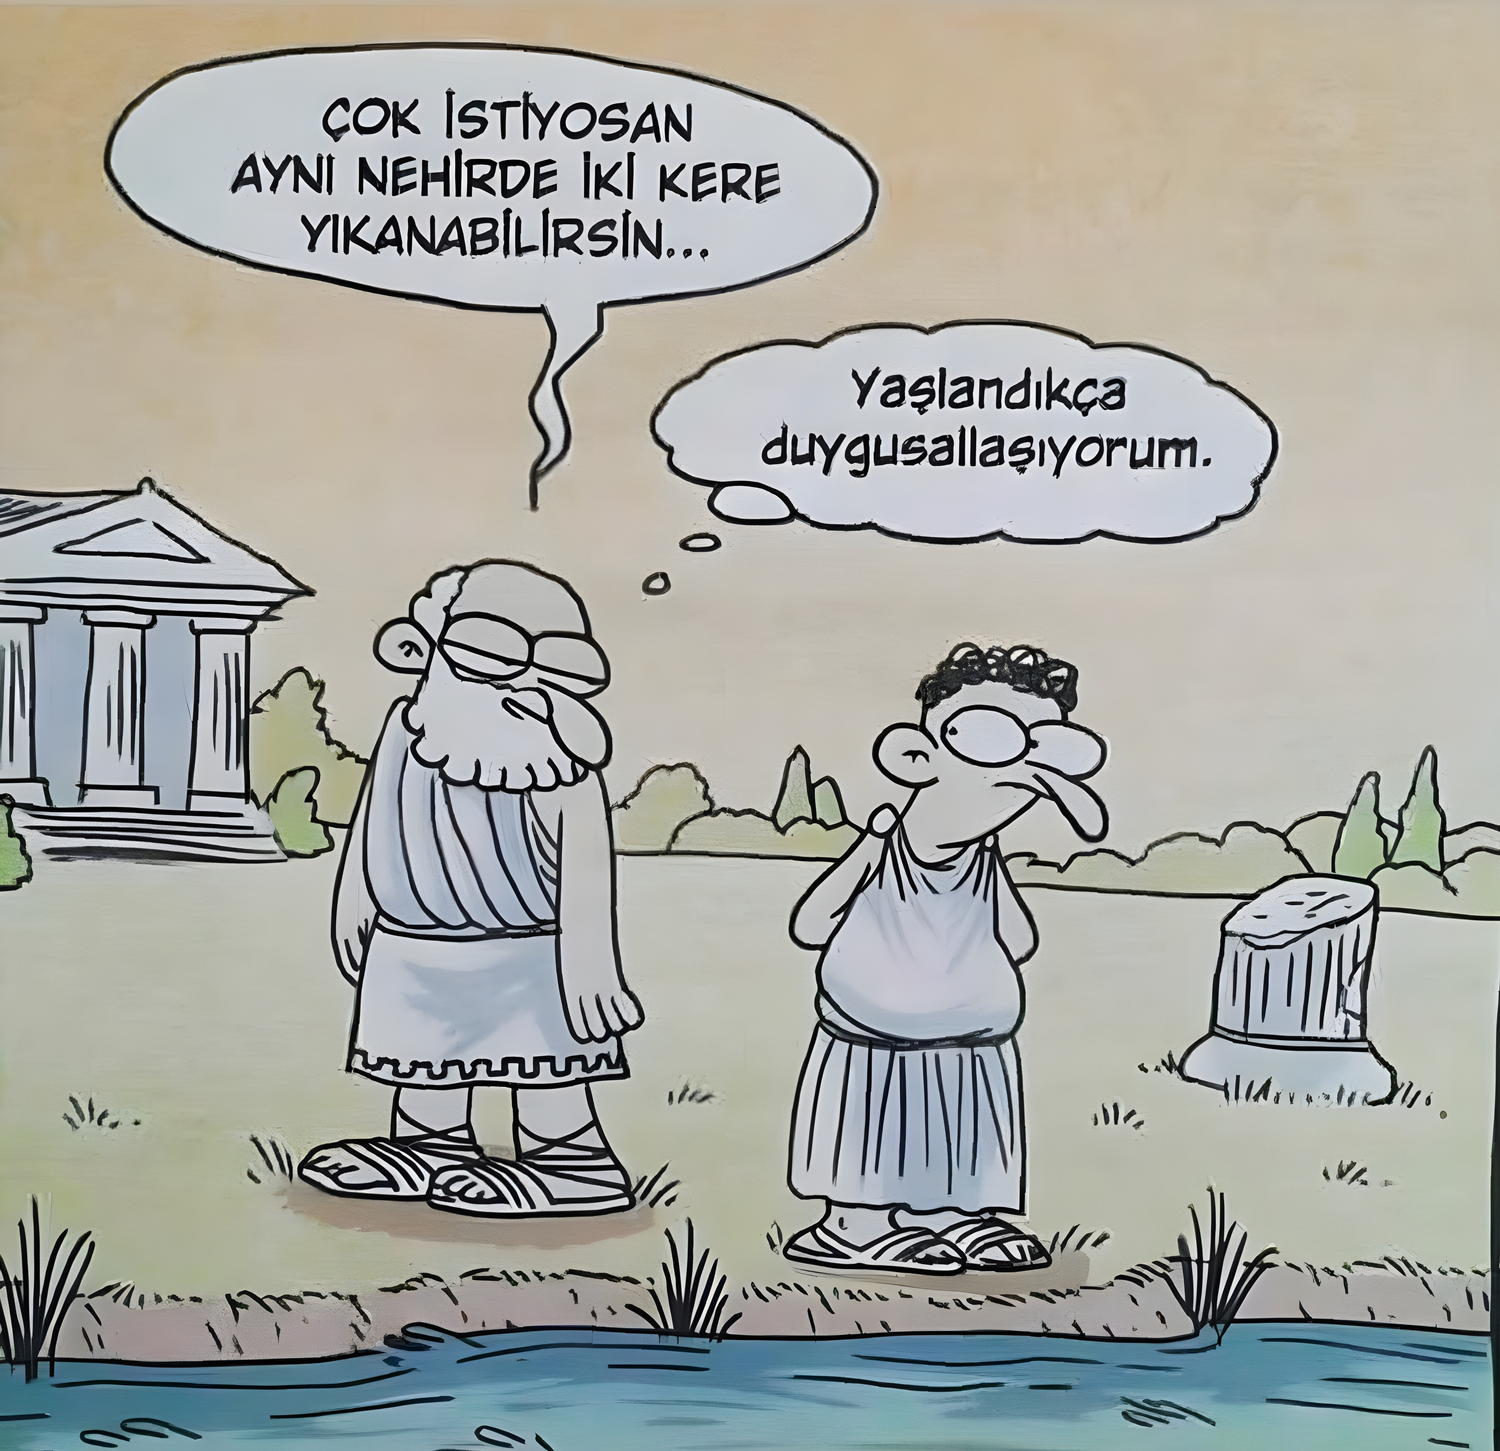 ÇOK İSTİYOSAN
AYNI NEHİRDE İKİ KERE
YIKANABİLİRSİN...
Yaşlandıkça
duygusallaşıyorum.